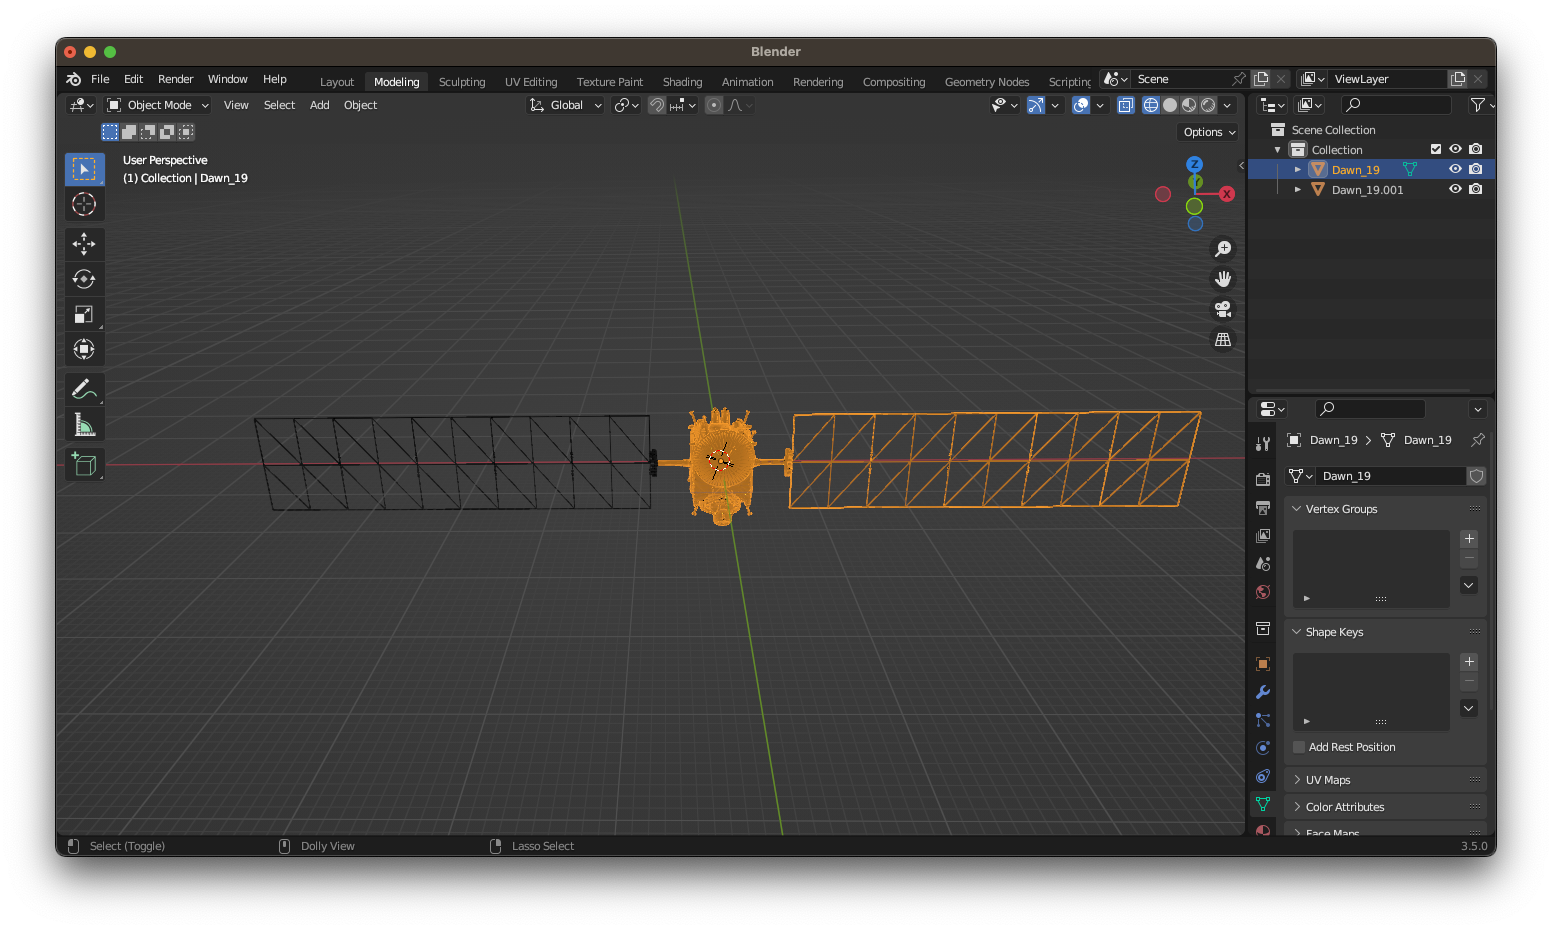 Blender
File Edit Render Window Help Layout Modeling Sculpting UV Editing Texture Paint Shading Animation Rendering Compositing Geometry Nodes Scripting Scene ViewLayer
Object Mode View Select Add Object Global
Options
User Perspective
(1) Collection | Dawn_19
Z
Y
X
Scene Collection
Collection
Dawn_19
Dawn_19.001
Dawn_19 Dawn_19
Dawn_19
Vertex Groups
Shape Keys
Add Rest Position
UV Maps
Color Attributes
Face Maps
Select (Toggle) Dolly View Lasso Select 3.5.0